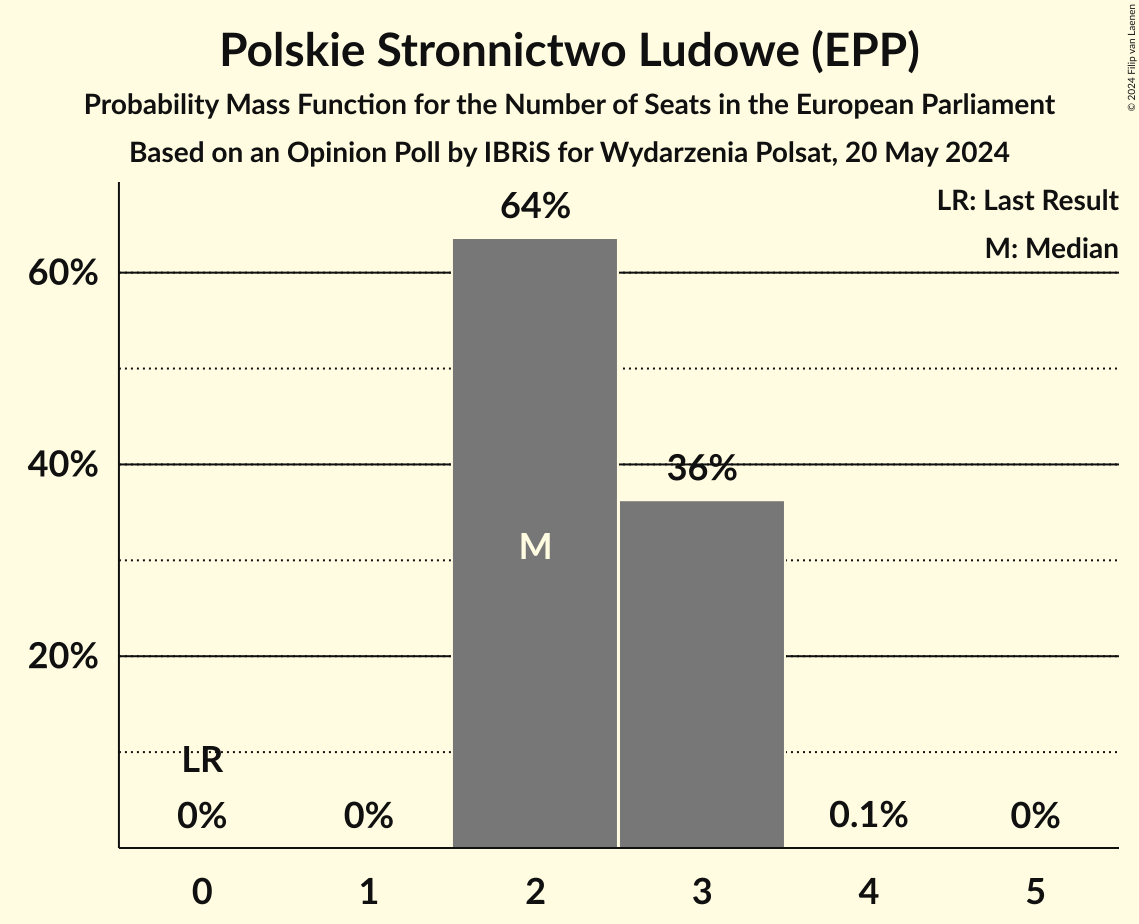 Polskie Stronnictwo Ludowe (EPP)
Probability Mass Function for the Number of Seats in the European Parliament
Based on an Opinion Poll by IBRiS for Wydarzenia Polsat, 20 May 2024
© 2024 Filip van Laenen
LR: Last Result
M: Median
64%
60%
40%
36%
M
20%
LR
0%
0%
0.1%
0%
0
1
2
3
4
5